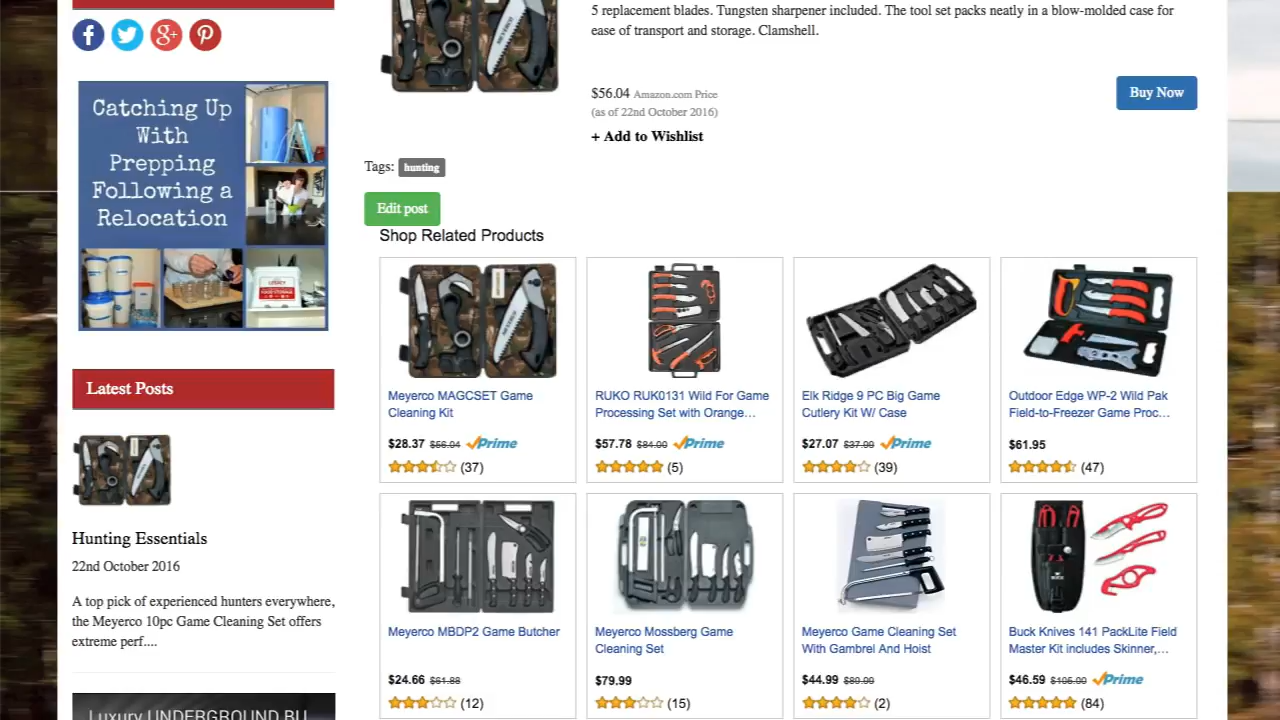 5 replacement blades. Tungsten sharpener included. The tool set packs neatly in a blow-molded case for
ease of transport and storage. Clamshell.
$56.04 Amazon.com Price
(as of 22nd October 2016)
Buy Now
+ Add to Wishlist
Tags: hunting
Edit post
Catching Up
With
Prepping
Following a
Relocation
Shop Related Products
Meyerco MAGCSET Game
Cleaning Kit
$28.37 $56.04 Prime
(37)
RUKO RUK0131 Wild For Game
Processing Set with Orange…
$57.78 $84.00 Prime
(5)
Elk Ridge 9 PC Big Game
Cutlery Kit W/ Case
$27.07 $37.99 Prime
(39)
Outdoor Edge WP-2 Wild Pak
Field-to-Freezer Game Proc…
$61.95
(47)
Latest Posts
Hunting Essentials
22nd October 2016
A top pick of experienced hunters everywhere,
the Meyerco 10pc Game Cleaning Set offers
extreme perf....
Meyerco MBDP2 Game Butcher
$24.66 $61.88
(12)
Meyerco Mossberg Game
Cleaning Set
$79.99
(15)
Meyerco Game Cleaning Set
With Gambrel And Hoist
$44.99 $89.99
(2)
Buck Knives 141 PackLite Field
Master Kit includes Skinner,…
$46.59 $105.00 Prime
(84)
Luxury UNDERGROUND BU